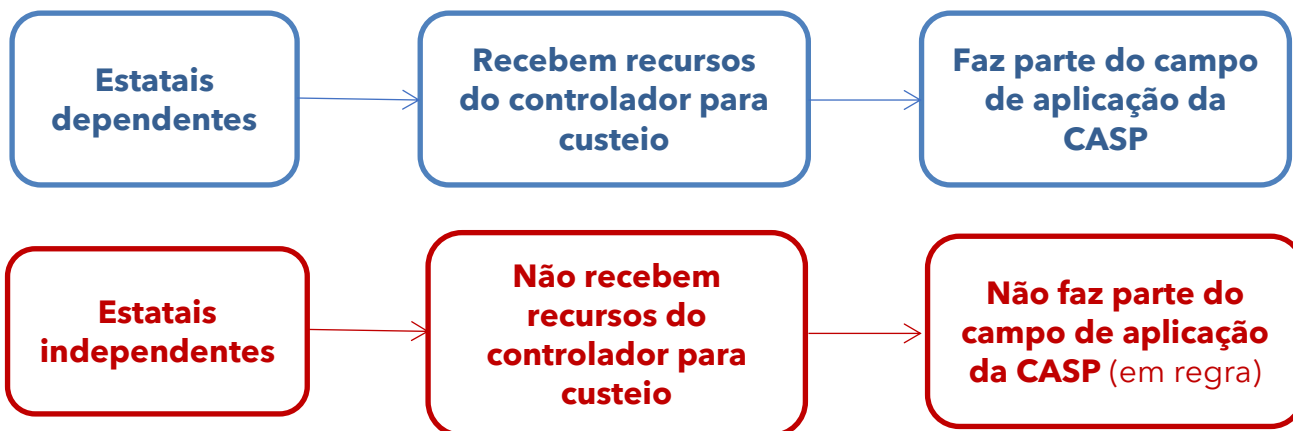 Estatais
dependentes
Recebem recursos
do controlador para
custeio
Faz parte do campo
de aplicação da
CASP
Estatais
independentes
Não recebem
recursos do
controlador para
custeio
Não faz parte do
campo de aplicação
da CASP (em regra)